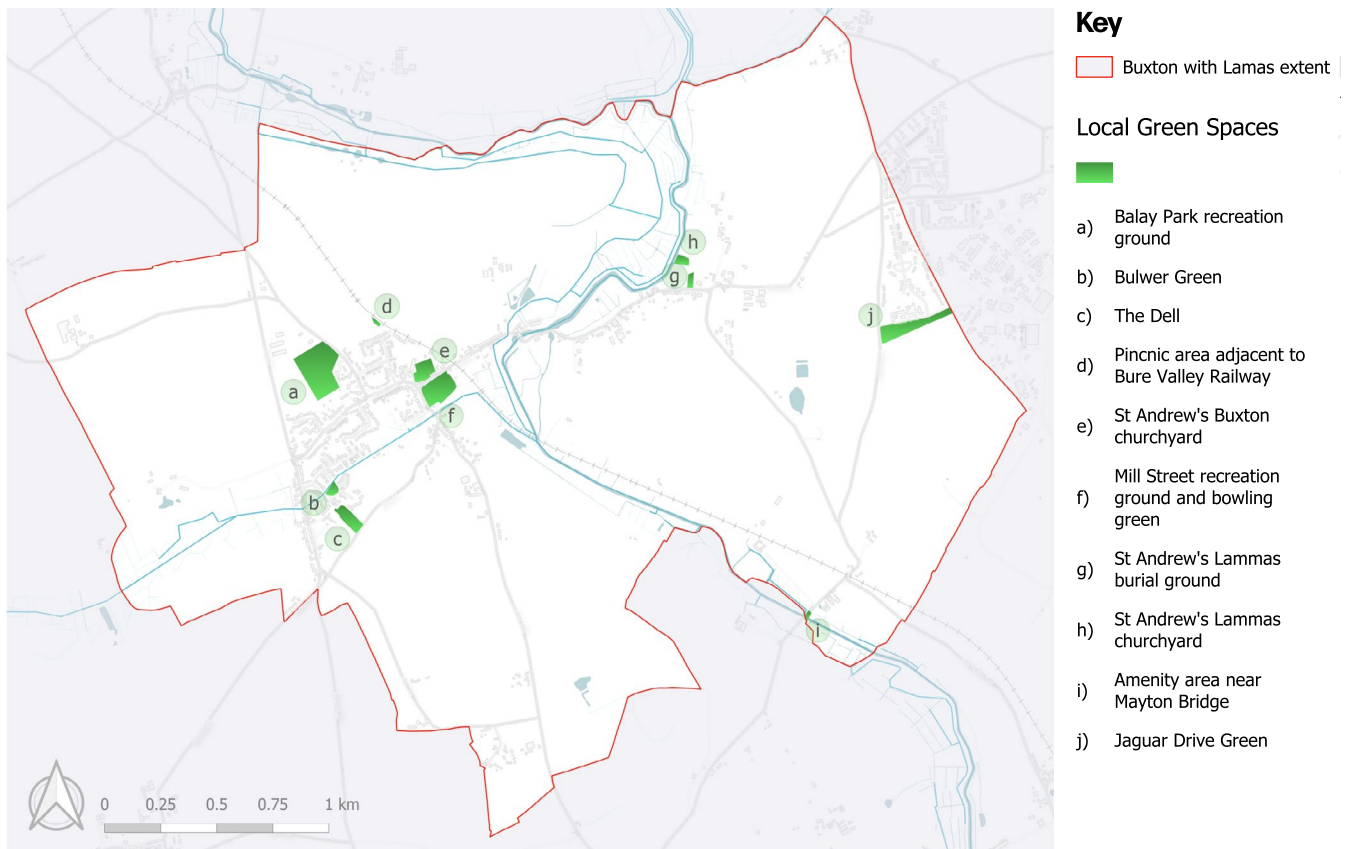 Key
Buxton with Lamas extent
Local Green Spaces
a) Balay Park recreation
ground
b) Bulwer Green
c) The Dell
d) Pincnic area adjacent to
Bure Valley Railway
e) St Andrew's Buxton
churchyard
f) Mill Street recreation
ground and bowling
green
g) St Andrew's Lammas
burial ground
h) St Andrew's Lammas
churchyard
i) Amenity area near
Mayton Bridge
j) Jaguar Drive Green
h
g
d
j
e
a
f
b
c
i
0 0.25 0.5 0.75 1 km